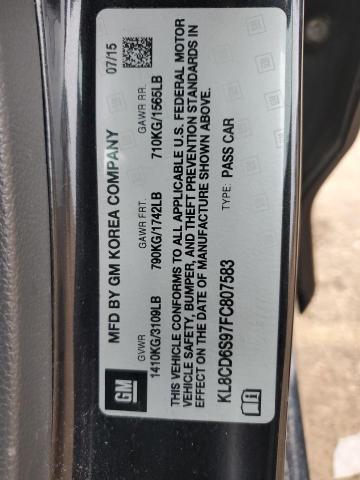 MFD BY GM KOREA COMPANY 07/15
GVWR GAWR FRT. GAWR RR.
1410KG/3109LB 790KG/1742LB 710KG/1565LB
THIS VEHICLE CONFORMS TO ALL APPLICABLE U.S. FEDERAL MOTOR
VEHICLE SAFETY, BUMPER, AND THEFT PREVENTION STANDARDS IN
EFFECT ON THE DATE OF MANUFACTURE SHOWN ABOVE.
KL8CD6S97FC807583 TYPE: PASS CAR
GM